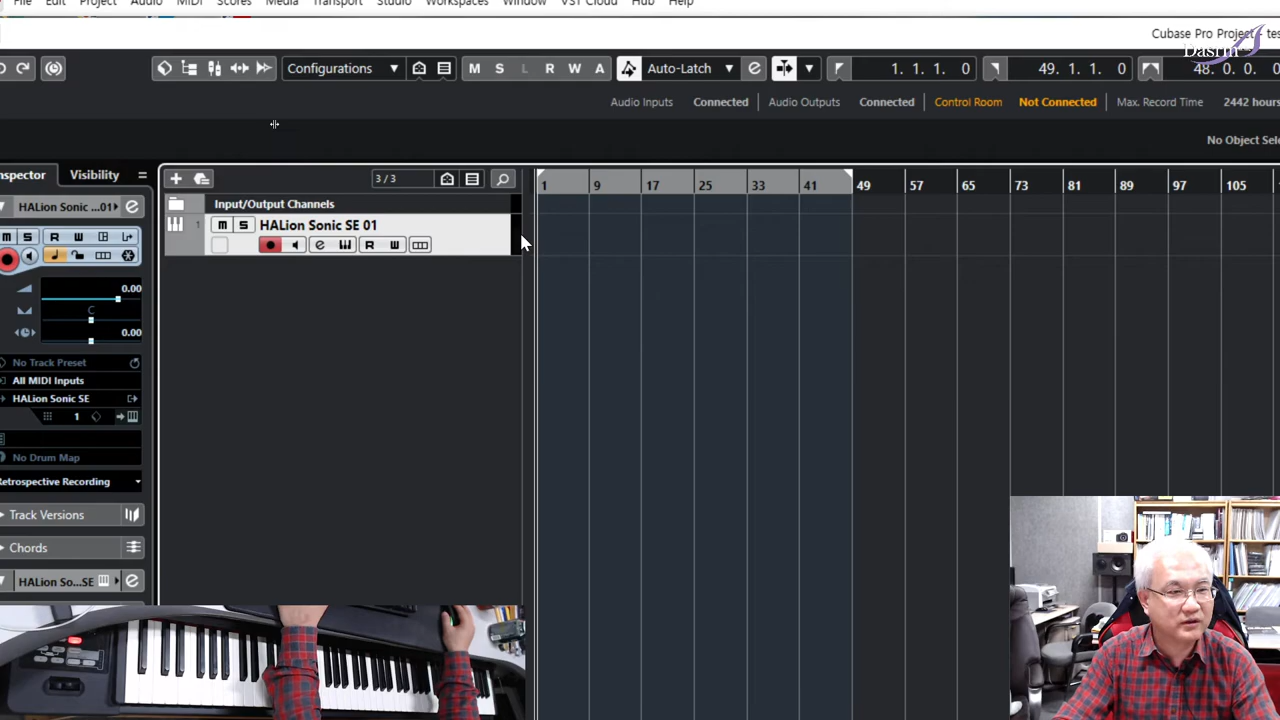 File Edit Project Audio MIDI Scores Media Transport Studio Workspaces Window VST Cloud Hub Help
Cubase Pro Project - tes
Dasrin
Configurations M S L R W A Auto-Latch 1. 1. 1. 0 49. 1. 1. 0 48. 0. 0. 0
Audio Inputs Connected Audio Outputs Connected Control Room Not Connected Max. Record Time 2442 hours
No Object Sele
nspector Visibility
3 / 3
1 9 17 25 33 41 49 57 65 73 81 89 97 105
HALion Sonic ...01
Input/Output Channels
1 M S HALion Sonic SE 01
M S R W
e R W
0.00
C
0.00
No Track Preset
All MIDI Inputs
HALion Sonic SE
1
No Drum Map
Retrospective Recording
Track Versions
Chords
HALion So...SE